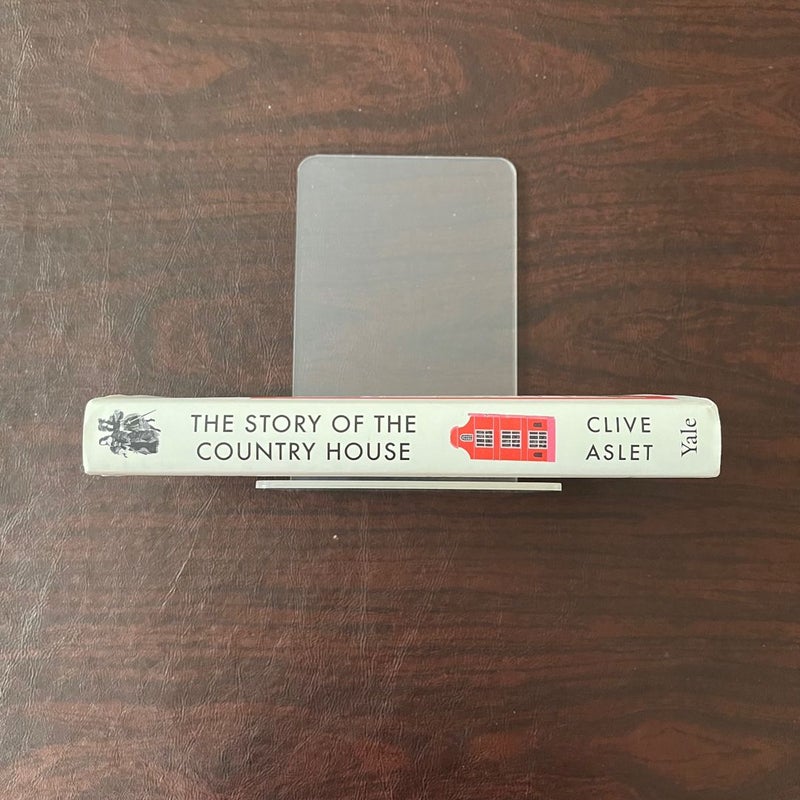 THE STORY OF THE
COUNTRY HOUSE
CLIVE
ASLET
Yale